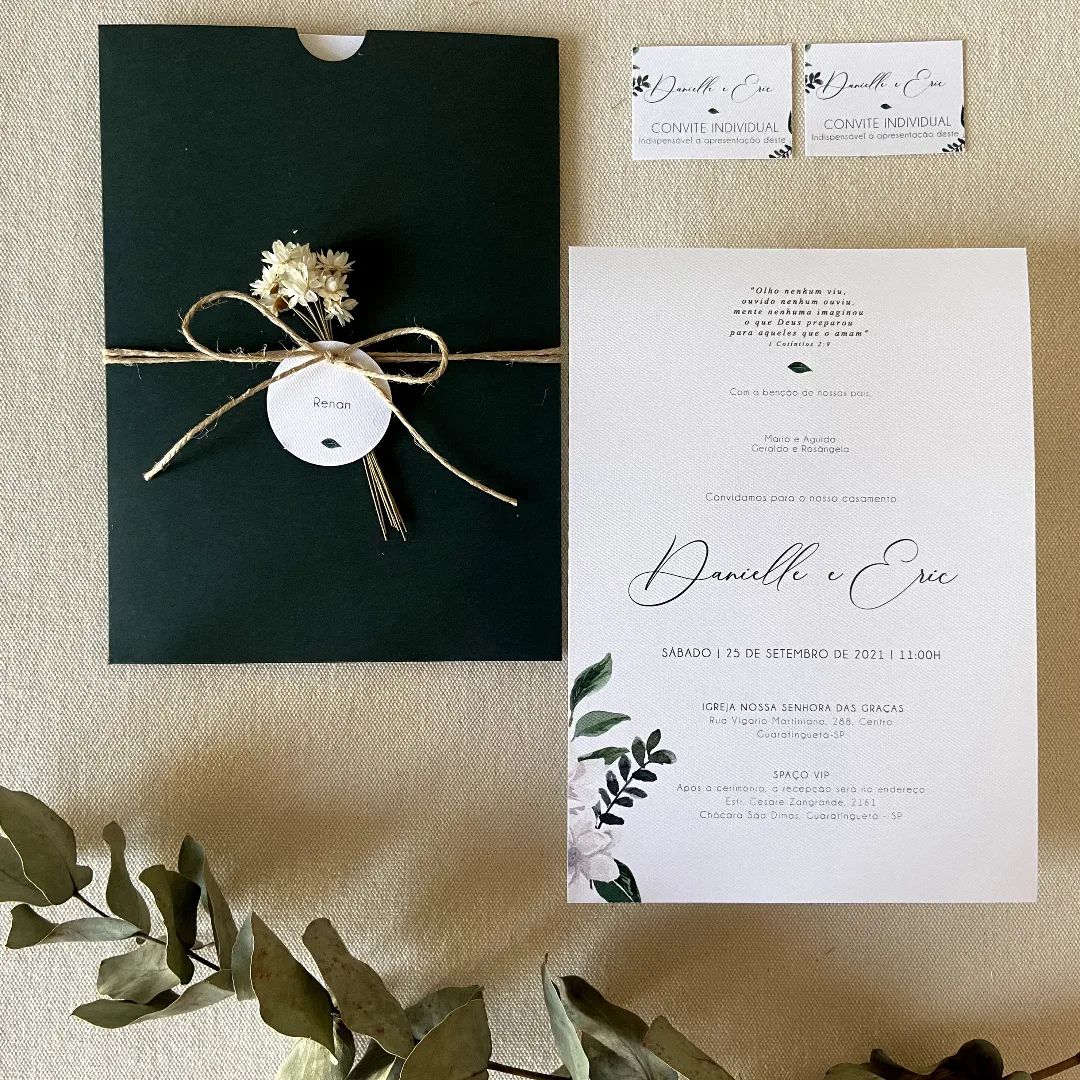 Danielle e Eric
CONVITE INDIVIDUAL
Indispensável a apresentação deste
Danielle e Eric
CONVITE INDIVIDUAL
Indispensável a apresentação deste
Renan
"Olho nenhum viu,
ouvido nenhum ouviu,
mente nenhuma imaginou
o que Deus preparou
para aqueles que o amam"
1 Coríntios 2:9
Com a benção de nossos pais,
Mario e Aguida
Geraldo e Rosângela
Convidamos para o nosso casamento
Danielle e Eric
SÁBADO | 25 DE SETEMBRO DE 2021 | 11:00H
IGREJA NOSSA SENHORA DAS GRAÇAS
Rua Vigário Martiniano, 288, Centro
Guaratinguetá-SP
SPAÇO VIP
Após a cerimônia, a recepção será no endereço
Estr. Cesare Zangrande, 2161
Chácara São Dimas, Guaratinguetá - SP